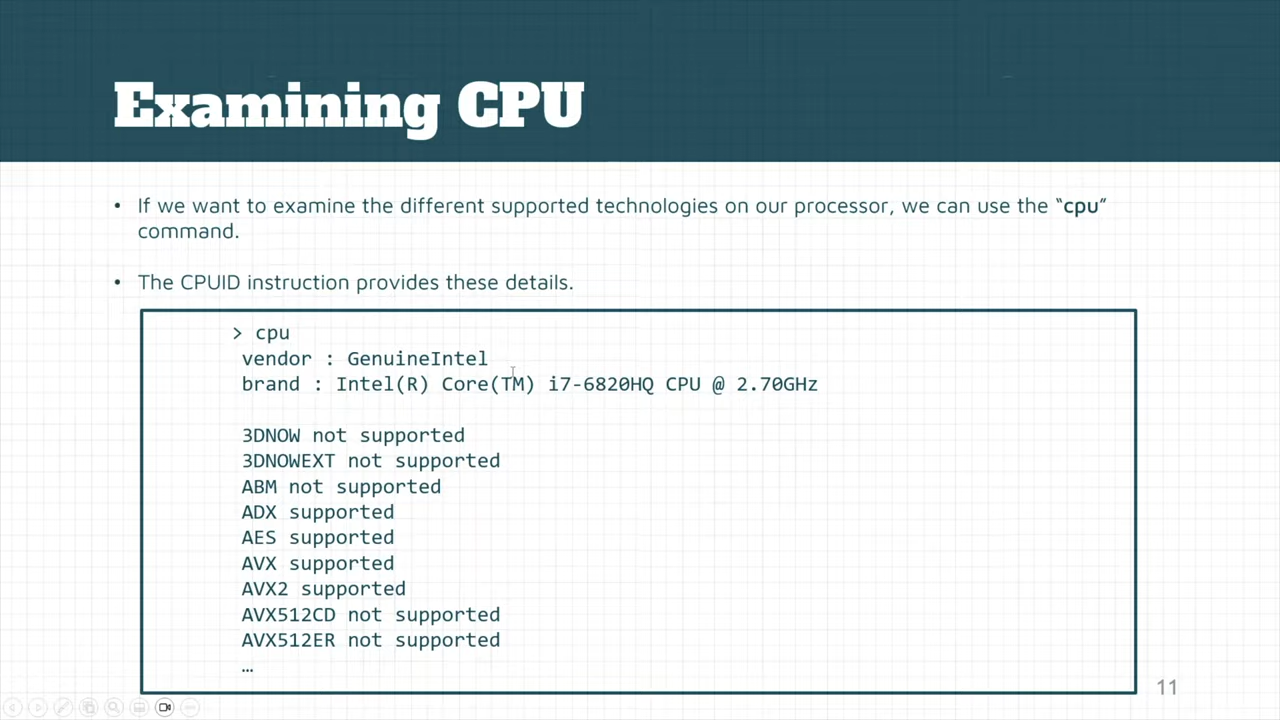 Examining CPU
• If we want to examine the different supported technologies on our processor, we can use the “cpu”
command.
• The CPUID instruction provides these details.
> cpu
vendor : GenuineIntel
brand : Intel(R) Core(TM) i7-6820HQ CPU @ 2.70GHz
3DNOW not supported
3DNOWEXT not supported
ABM not supported
ADX supported
AES supported
AVX supported
AVX2 supported
AVX512CD not supported
AVX512ER not supported
…
11